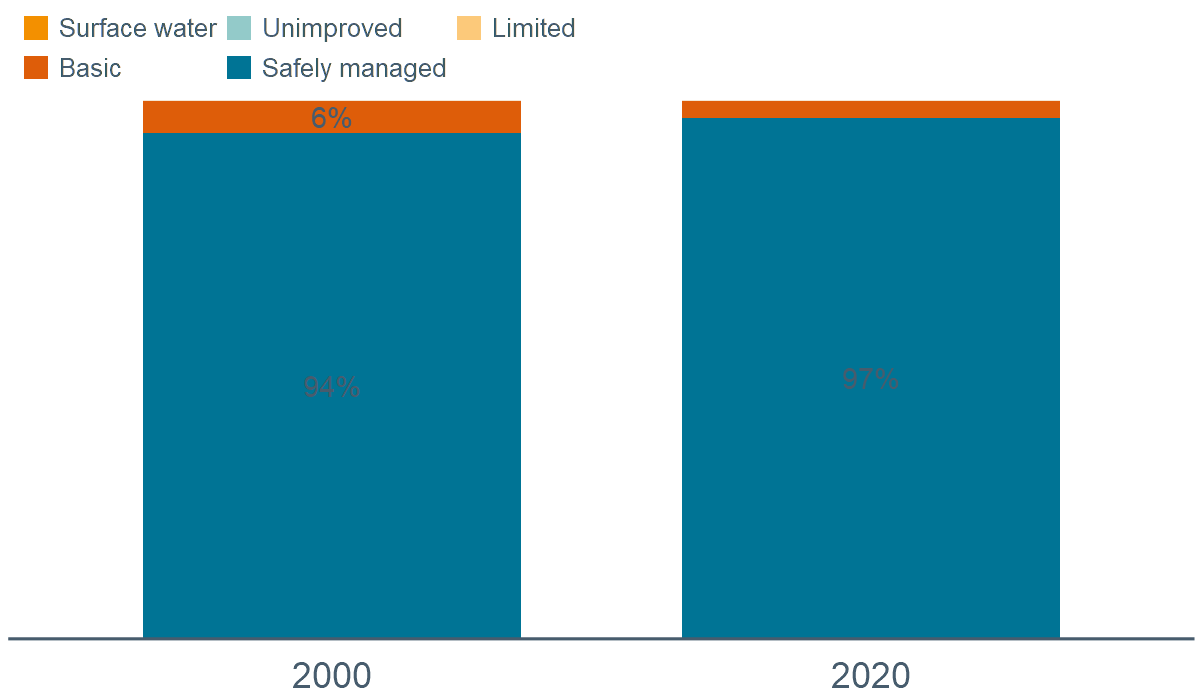 Surface water Unimproved Limited
Basic Safely managed
6%
94%
97%
2000 2020